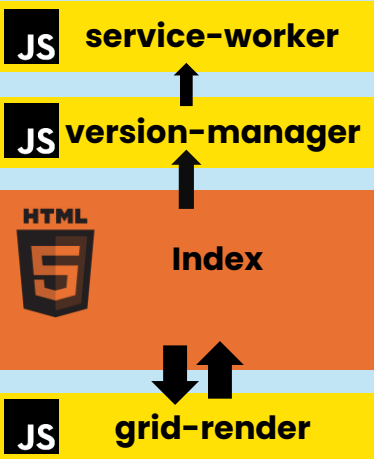 JS service-worker
JS version-manager
HTML
5
Index
JS grid-render